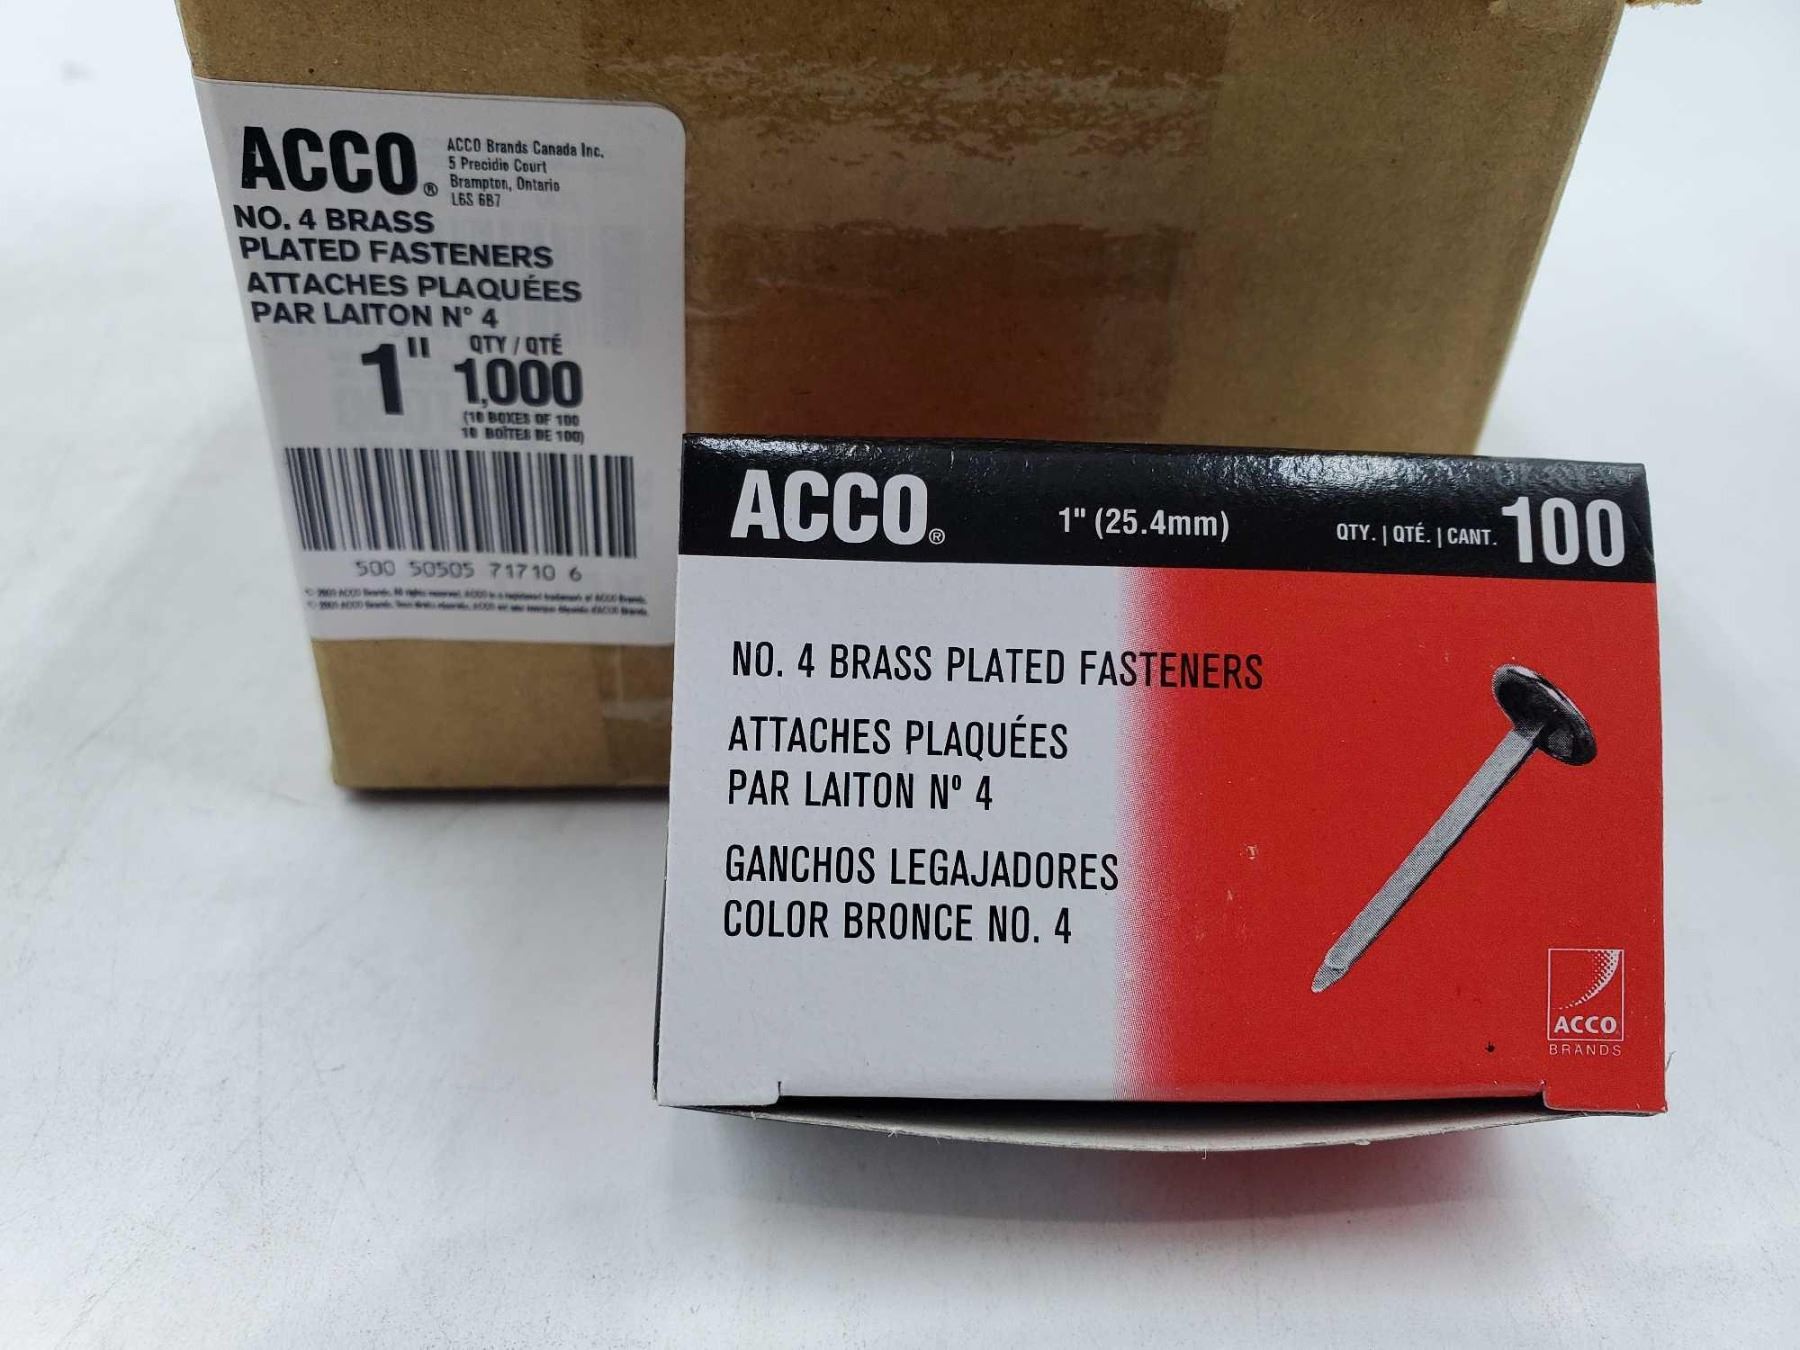 ACCO®
ACCO Brands Canada Inc.
5 Precidio Court
Brampton, Ontario
L6S 6B7
NO. 4 BRASS
PLATED FASTENERS
ATTACHES PLAQUÉES
PAR LAITON N° 4
1"
QTY / QTÉ
1,000
(10 BOXES OF 100
10 BOÎTES DE 100)
500 50505 71710 6
ACCO®
1" (25.4mm)
QTY. | QTÉ. | CANT. 100
NO. 4 BRASS PLATED FASTENERS
ATTACHES PLAQUÉES
PAR LAITON Nº 4
GANCHOS LEGAJADORES
COLOR BRONCE NO. 4
ACCO
BRANDS